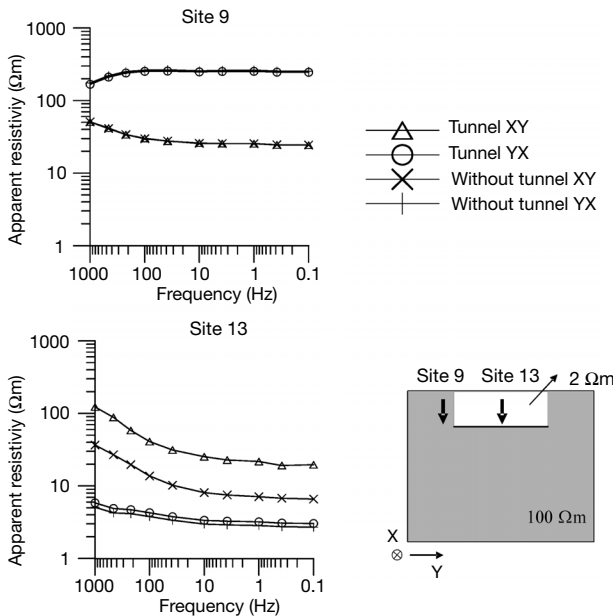 Site 9
1000
100
10
1
1000 100 10 1 0.1
Apparent resistiviy (Ωm)
Frequency (Hz)
Tunnel XY
Tunnel YX
Without tunnel XY
Without tunnel YX
Site 13
1000
100
10
1
1000 100 10 1 0.1
Apparent resistivity (Ωm)
Frequency (Hz)
Site 9 Site 13 2 Ωm
100 Ωm
X
Y